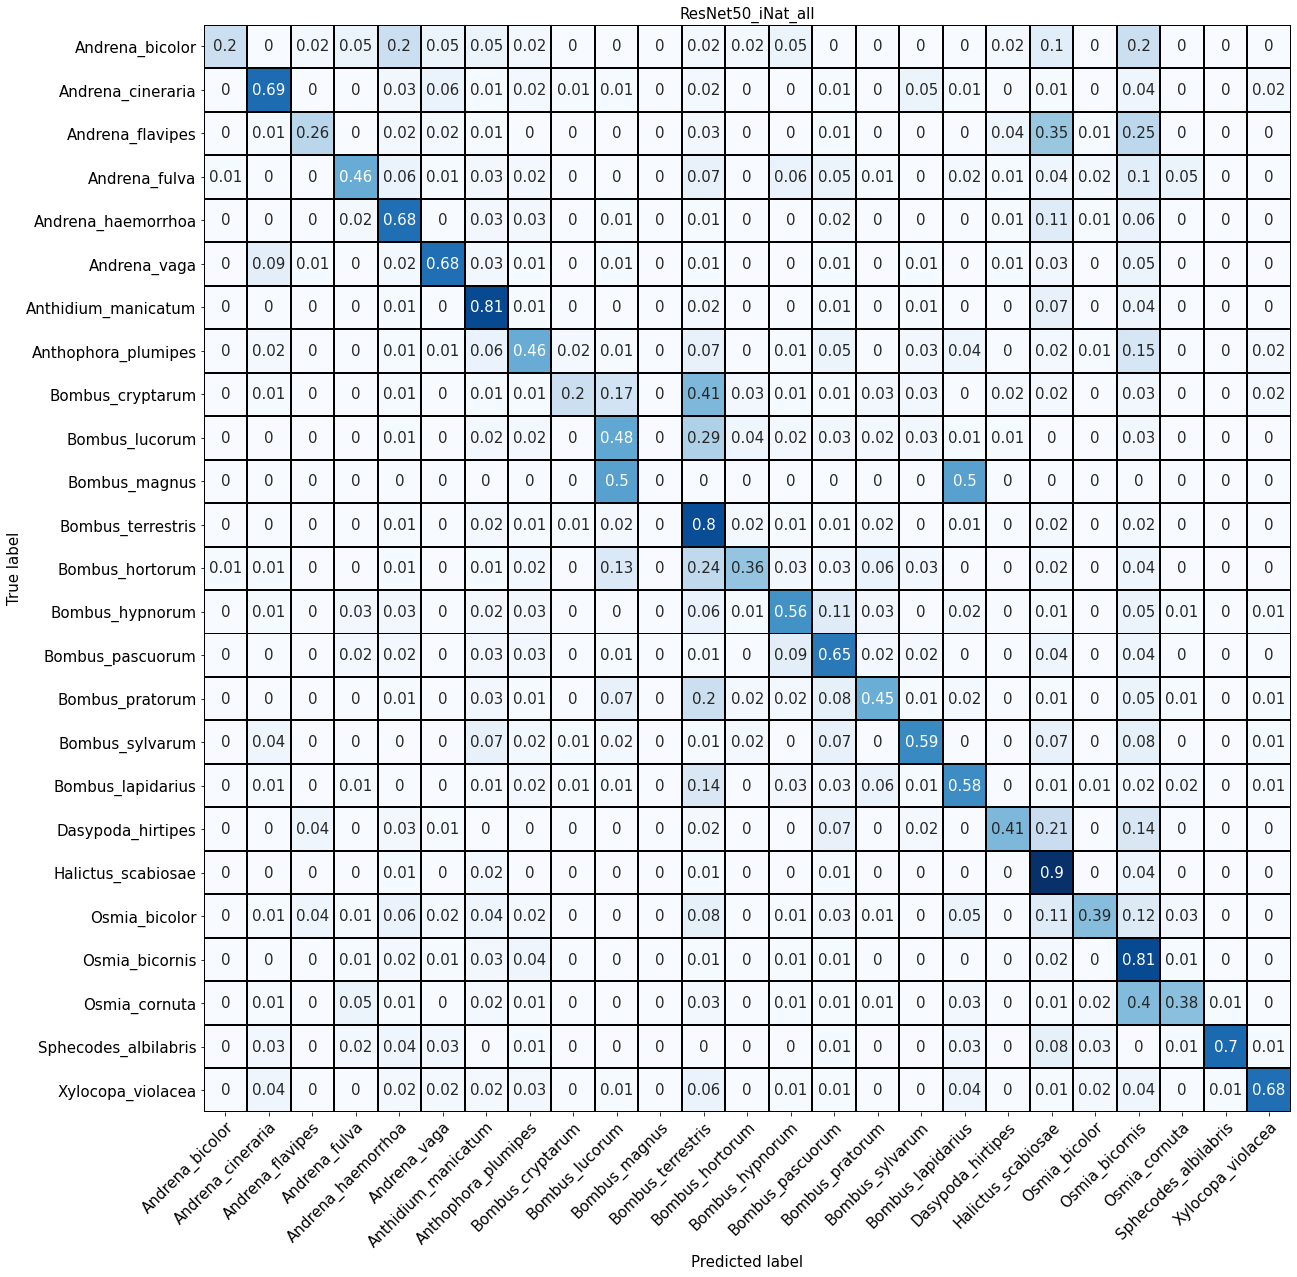 ResNet50_iNat_all
Andrena_bicolor 0.2 0 0.02 0.05 0.2 0.05 0.05 0.02 0 0 0 0.02 0.02 0.05 0 0 0 0 0.02 0.1 0 0.2 0 0 0
Andrena_cineraria 0 0.69 0 0 0.03 0.06 0.01 0.02 0.01 0.01 0 0.02 0 0 0.01 0 0.05 0.01 0 0.01 0 0.04 0 0 0.02
Andrena_flavipes 0 0.01 0.26 0 0.02 0.02 0.01 0 0 0 0 0.03 0 0 0.01 0 0 0 0.04 0.35 0.01 0.25 0 0 0
Andrena_fulva 0.01 0 0 0.46 0.06 0.01 0.03 0.02 0 0 0 0.07 0 0.06 0.05 0.01 0 0.02 0.01 0.04 0.02 0.1 0.05 0 0
Andrena_haemorrhoa 0 0 0 0.02 0.68 0 0.03 0.03 0 0.01 0 0.01 0 0 0.02 0 0 0 0.01 0.11 0.01 0.06 0 0 0
Andrena_vaga 0 0.09 0.01 0 0.02 0.68 0.03 0.01 0 0.01 0 0.01 0 0 0.01 0 0.01 0 0.01 0.03 0 0.05 0 0 0
Anthidium_manicatum 0 0 0 0 0.01 0 0.81 0.01 0 0 0 0.02 0 0 0.01 0 0.01 0 0 0.07 0 0.04 0 0 0
Anthophora_plumipes 0 0.02 0 0 0.01 0.01 0.06 0.46 0.02 0.01 0 0.07 0 0.01 0.05 0 0.03 0.04 0 0.02 0.01 0.15 0 0 0.02
Bombus_cryptarum 0 0.01 0 0 0.01 0 0.01 0.01 0.2 0.17 0 0.41 0.03 0.01 0.01 0.03 0.03 0 0.02 0.02 0 0.03 0 0 0.02
Bombus_lucorum 0 0 0 0 0.01 0 0.02 0.02 0 0.48 0 0.29 0.04 0.02 0.03 0.02 0.03 0.01 0.01 0 0 0.03 0 0 0
Bombus_magnus 0 0 0 0 0 0 0 0 0 0.5 0 0 0 0 0 0 0 0.5 0 0 0 0 0 0 0
Bombus_terrestris 0 0 0 0 0.01 0 0.02 0.01 0.01 0.02 0 0.8 0.02 0.01 0.01 0.02 0 0.01 0 0.02 0 0.02 0 0 0
Bombus_hortorum 0.01 0.01 0 0 0.01 0 0.01 0.02 0 0.13 0 0.24 0.36 0.03 0.03 0.06 0.03 0 0 0.02 0 0.04 0 0 0
Bombus_hypnorum 0 0.01 0 0.03 0.03 0 0.02 0.03 0 0 0 0.06 0.01 0.56 0.11 0.03 0 0.02 0 0.01 0 0.05 0.01 0 0.01
Bombus_pascuorum 0 0 0 0.02 0.02 0 0.03 0.03 0 0.01 0 0.01 0 0.09 0.65 0.02 0.02 0 0 0.04 0 0.04 0 0 0
Bombus_pratorum 0 0 0 0 0.01 0 0.03 0.01 0 0.07 0 0.2 0.02 0.02 0.08 0.45 0.01 0.02 0 0.01 0 0.05 0.01 0 0.01
Bombus_sylvarum 0 0.04 0 0 0 0 0.07 0.02 0.01 0.02 0 0.01 0.02 0 0.07 0 0.59 0 0 0.07 0 0.08 0 0 0.01
Bombus_lapidarius 0 0.01 0 0.01 0 0 0.01 0.02 0.01 0.01 0 0.14 0 0.03 0.03 0.06 0.01 0.58 0 0.01 0.01 0.02 0.02 0 0.01
Dasypoda_hirtipes 0 0 0.04 0 0.03 0.01 0 0 0 0 0 0.02 0 0 0.07 0 0.02 0 0.41 0.21 0 0.14 0 0 0
Halictus_scabiosae 0 0 0 0 0.01 0 0.02 0 0 0 0 0.01 0 0 0 0 0 0 0 0.9 0 0.04 0 0 0
Osmia_bicolor 0 0.01 0.04 0.01 0.06 0.02 0.04 0.02 0 0 0 0.08 0 0.01 0.03 0.01 0 0.05 0 0.11 0.39 0.12 0.03 0 0
Osmia_bicornis 0 0 0 0.01 0.02 0.01 0.03 0.04 0 0 0 0.01 0 0.01 0.01 0 0 0 0 0.02 0 0.81 0.01 0 0
Osmia_cornuta 0 0.01 0 0.05 0.01 0 0.02 0.01 0 0 0 0.03 0 0.01 0.01 0.01 0 0.03 0 0.01 0.02 0.4 0.38 0.01 0
Sphecodes_albilabris 0 0.03 0 0.02 0.04 0.03 0 0.01 0 0 0 0 0 0 0.01 0 0 0.03 0 0.08 0.03 0 0.01 0.7 0.01
Xylocopa_violacea 0 0.04 0 0 0.02 0.02 0.02 0.03 0 0.01 0 0.06 0 0.01 0.01 0 0 0.04 0 0.01 0.02 0.04 0 0.01 0.68
True label
Andrena_bicolor
Andrena_cineraria
Andrena_flavipes
Andrena_fulva
Andrena_haemorrhoa
Andrena_vaga
Anthidium_manicatum
Anthophora_plumipes
Bombus_cryptarum
Bombus_lucorum
Bombus_magnus
Bombus_terrestris
Bombus_hortorum
Bombus_hypnorum
Bombus_pascuorum
Bombus_pratorum
Bombus_sylvarum
Bombus_lapidarius
Dasypoda_hirtipes
Halictus_scabiosae
Osmia_bicolor
Osmia_bicornis
Osmia_cornuta
Sphecodes_albilabris
Xylocopa_violacea
Predicted label